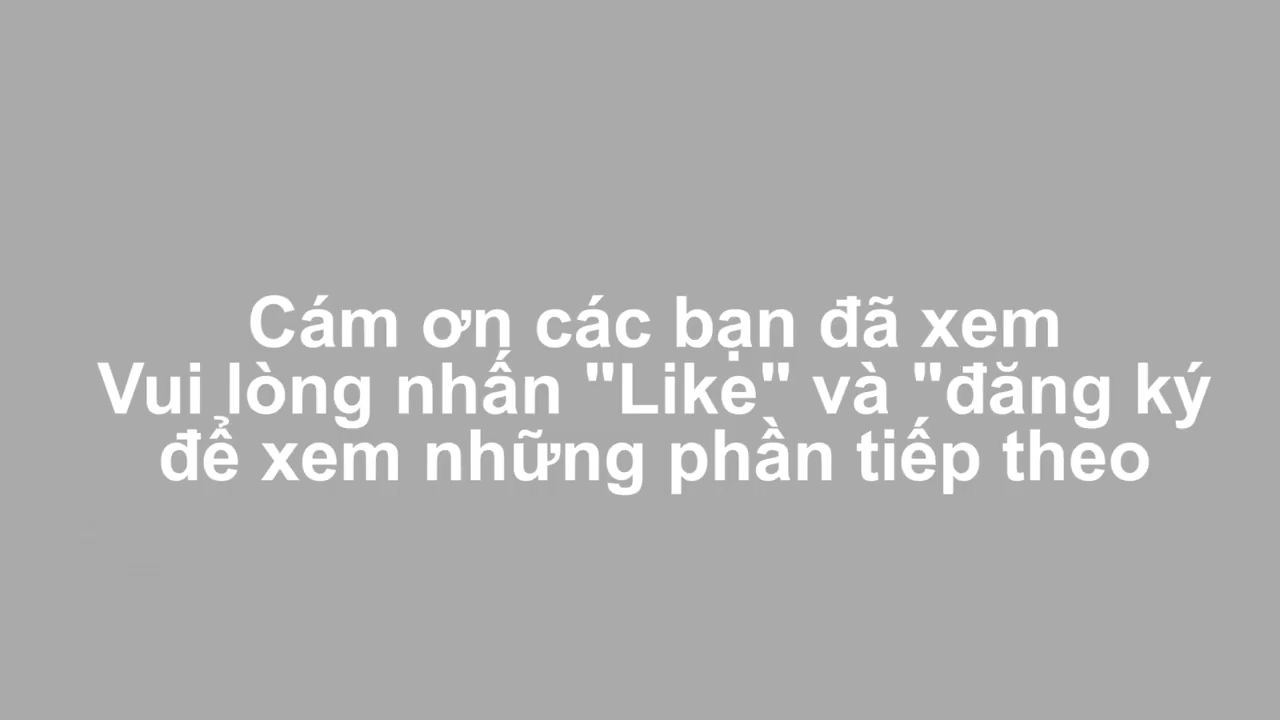 Cám ơn các bạn đã xem
Vui lòng nhấn "Like" và "đăng ký
để xem những phần tiếp theo